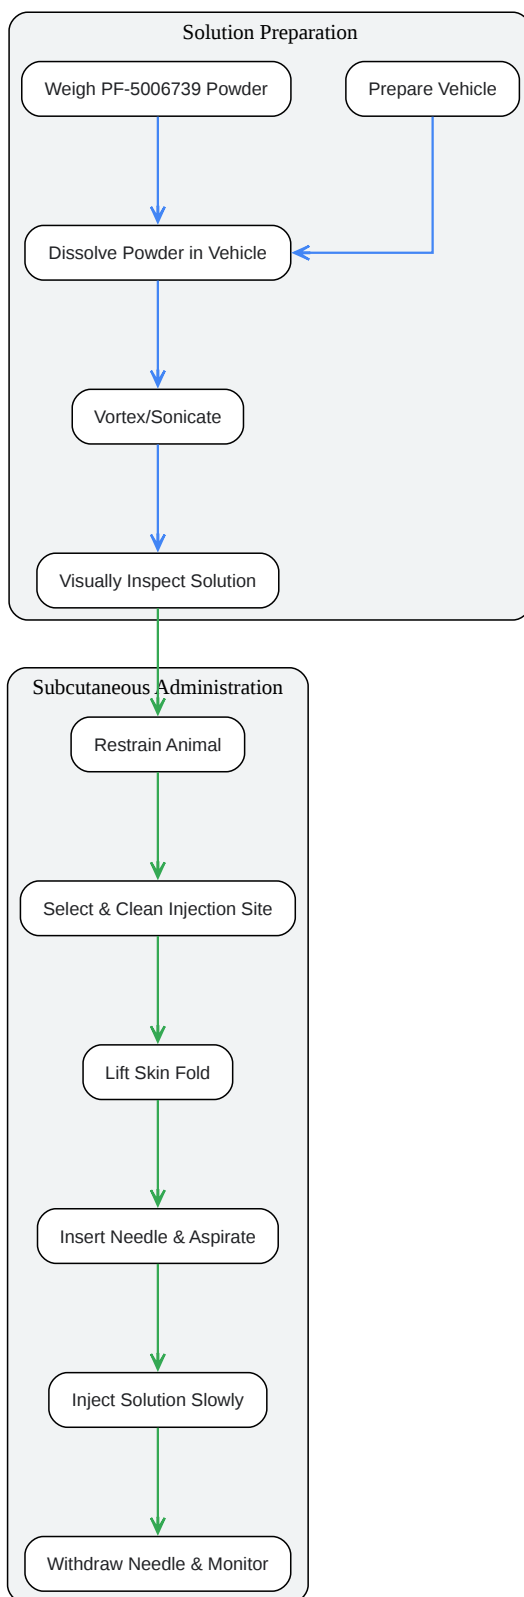 Solution Preparation
Weigh PF-5006739 Powder
Prepare Vehicle
Dissolve Powder in Vehicle
Vortex/Sonicate
Visually Inspect Solution
Subcutaneous Administration
Restrain Animal
Select & Clean Injection Site
Lift Skin Fold
Insert Needle & Aspirate
Inject Solution Slowly
Withdraw Needle & Monitor